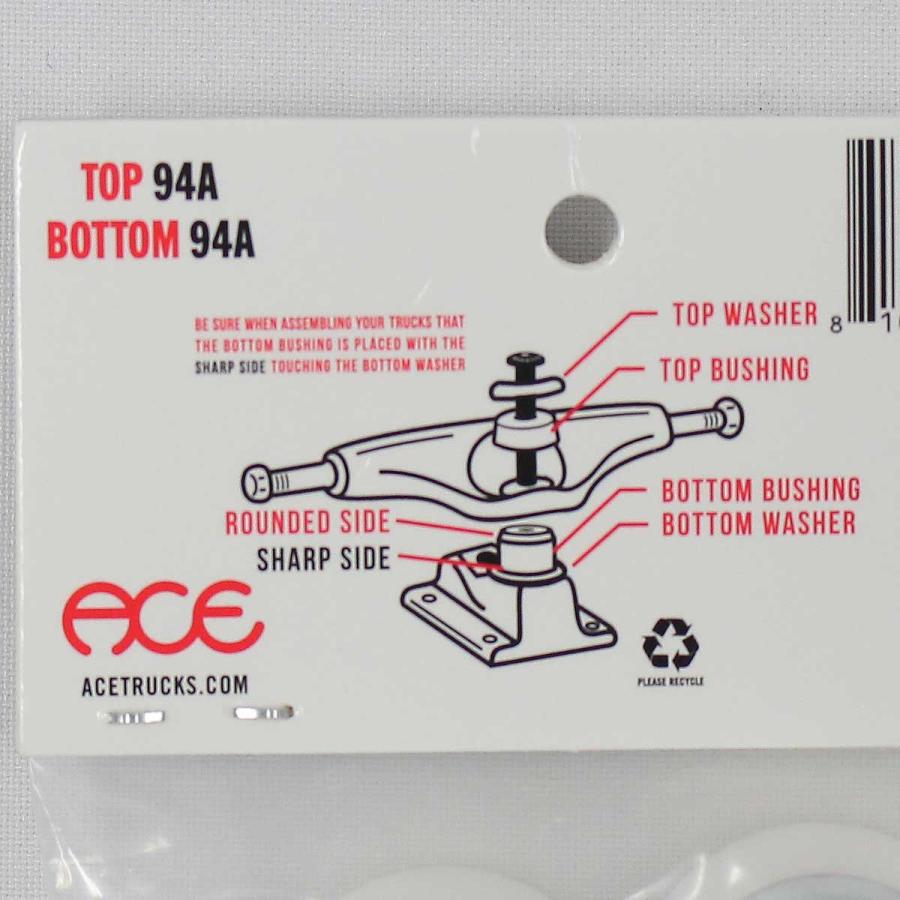 TOP 94A
BOTTOM 94A
BE SURE WHEN ASSEMBLING YOUR TRUCKS THAT
THE BOTTOM BUSHING IS PLACED WITH THE
SHARP SIDE TOUCHING THE BOTTOM WASHER
TOP WASHER
8 1
TOP BUSHING
BOTTOM BUSHING
ROUNDED SIDE
BOTTOM WASHER
SHARP SIDE
ACE
ACETRUCKS.COM
PLEASE RECYCLE